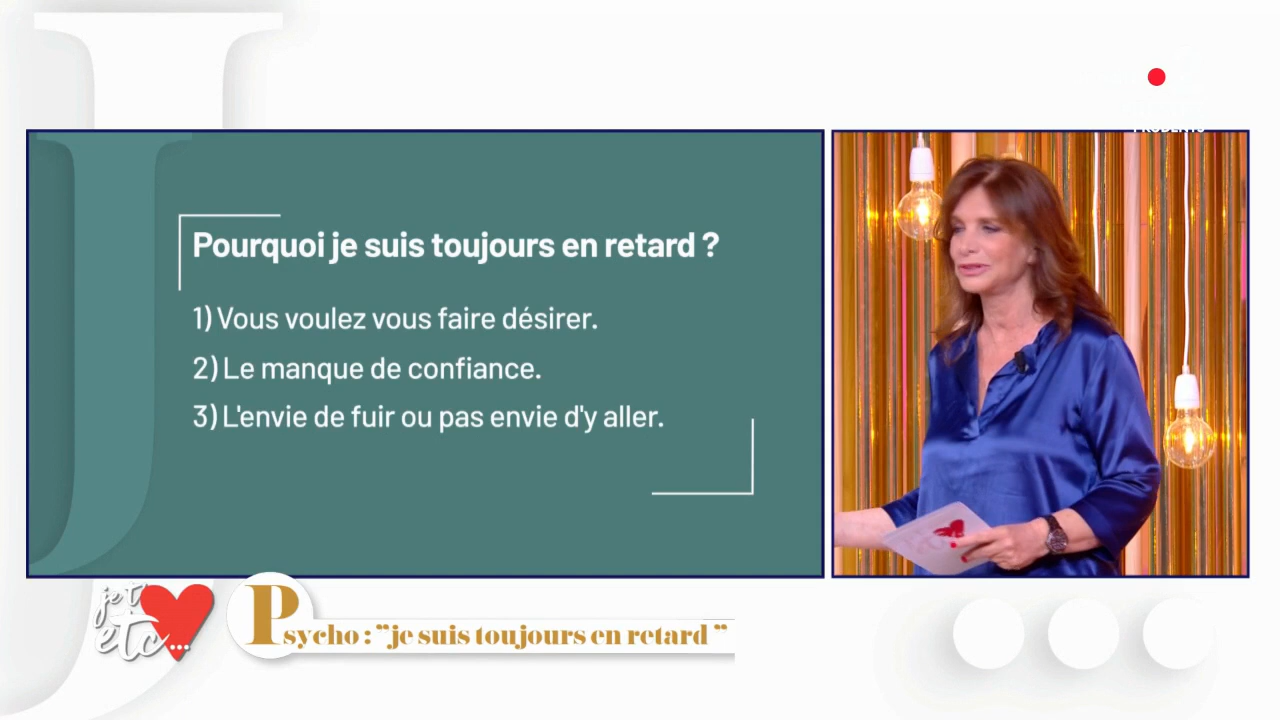 Pourquoi je suis toujours en retard ?
1) Vous voulez vous faire désirer.
2) Le manque de confiance.
3) L'envie de fuir ou pas envie d'y aller.
je t'
etc...
Psycho : "je suis toujours en retard "